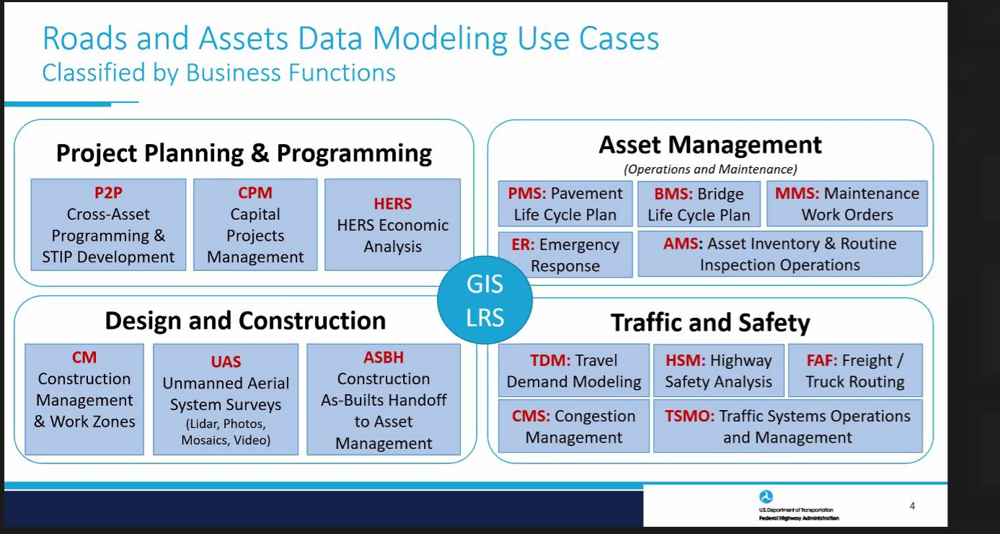 Roads and Assets Data Modeling Use Cases
Classified by Business Functions
Project Planning & Programming
P2P
Cross-Asset
Programming &
STIP Development
CPM
Capital
Projects
Management
HERS
HERS Economic
Analysis
Asset Management
(Operations and Maintenance)
PMS: Pavement
Life Cycle Plan
BMS: Bridge
Life Cycle Plan
MMS: Maintenance
Work Orders
ER: Emergency
Response
AMS: Asset Inventory & Routine
Inspection Operations
GIS
LRS
Design and Construction
CM
Construction
Management
& Work Zones
UAS
Unmanned Aerial
System Surveys
(Lidar, Photos,
Mosaics, Video)
ASBH
Construction
As-Builts Handoff
to Asset
Management
Traffic and Safety
TDM: Travel
Demand Modeling
HSM: Highway
Safety Analysis
FAF: Freight /
Truck Routing
CMS: Congestion
Management
TSMO: Traffic Systems Operations
and Management
U.S. Department of Transportation
Federal Highway Administration
4